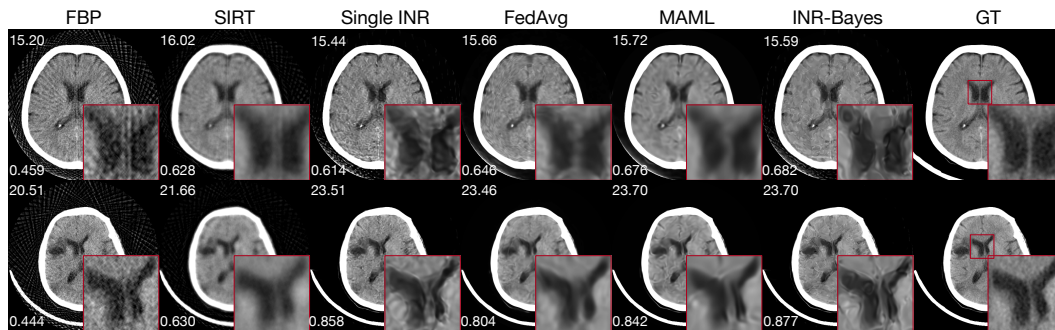 FBP SIRT Single INR FedAvg MAML INR-Bayes GT
15.20 16.02 15.44 15.66 15.72 15.59
0.459 0.628 0.614 0.646 0.676 0.682
20.51 21.66 23.51 23.46 23.70 23.70
0.444 0.630 0.858 0.804 0.842 0.877